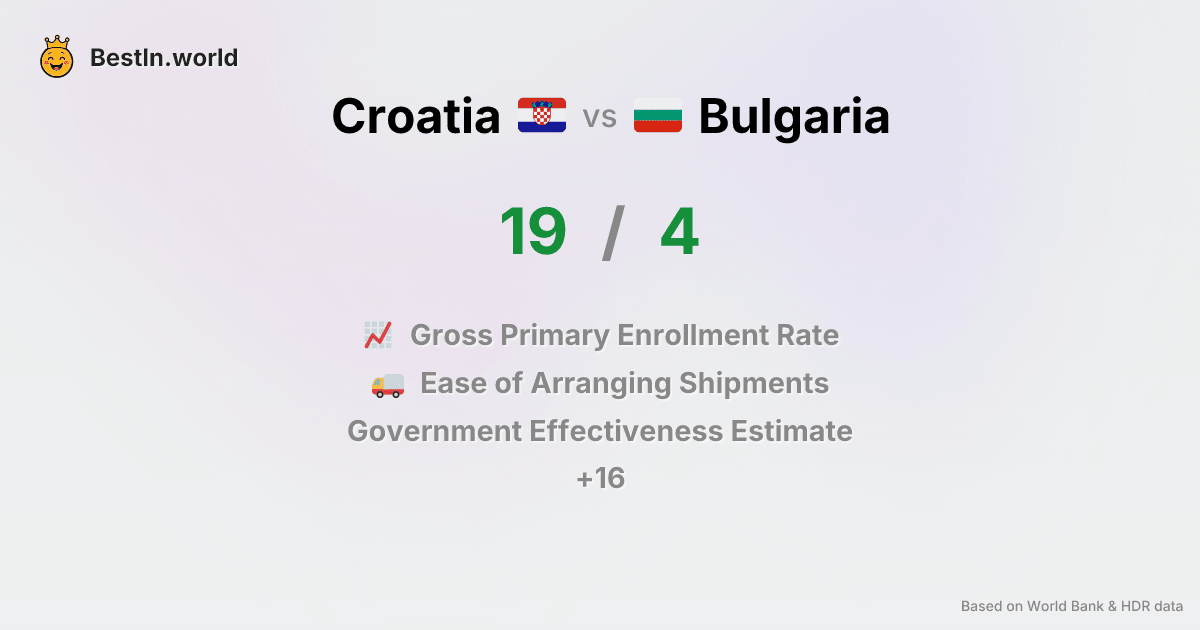 BestIn.world
Croatia vs Bulgaria
19 / 4
Gross Primary Enrollment Rate
Ease of Arranging Shipments
Government Effectiveness Estimate
+16
Based on World Bank & HDR data